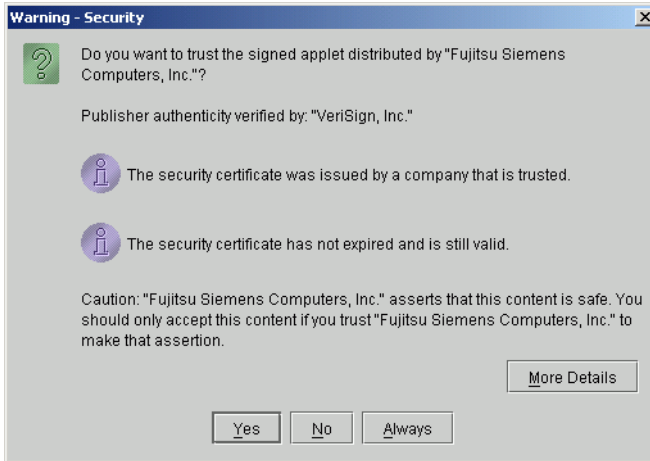 Warning - Security
Do you want to trust the signed applet distributed by "Fujitsu Siemens
Computers, Inc."?
Publisher authenticity verified by: "VeriSign, Inc."
The security certificate was issued by a company that is trusted.
The security certificate has not expired and is still valid.
Caution: "Fujitsu Siemens Computers, Inc." asserts that this content is safe. You
should only accept this content if you trust "Fujitsu Siemens Computers, Inc." to
make that assertion.
More Details
Yes No Always